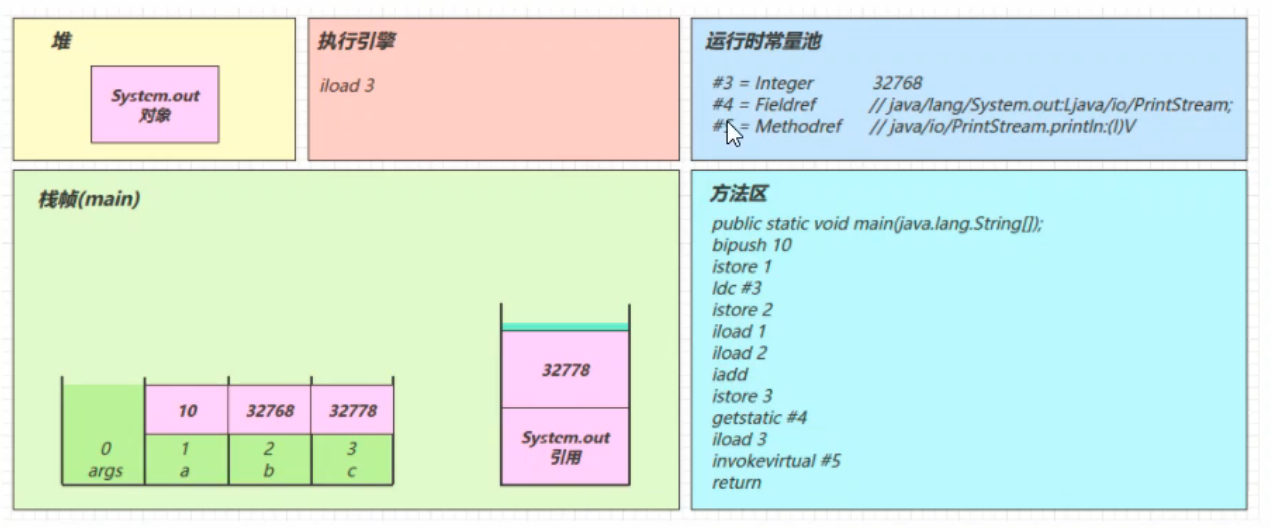 堆
System.out
对象
执行引擎
iload 3
运行时常量池
#3 = Integer 32768
#4 = Fieldref // java/lang/System.out:Ljava/io/PrintStream;
#5 = Methodref // java/io/PrintStream.println:(I)V
栈帧(main)
10 32768 32778
0 1 2 3
args a b c
32778
System.out
引用
方法区
public static void main(java.lang.String[]);
bipush 10
istore 1
ldc #3
istore 2
iload 1
iload 2
iadd
istore 3
getstatic #4
iload 3
invokevirtual #5
return